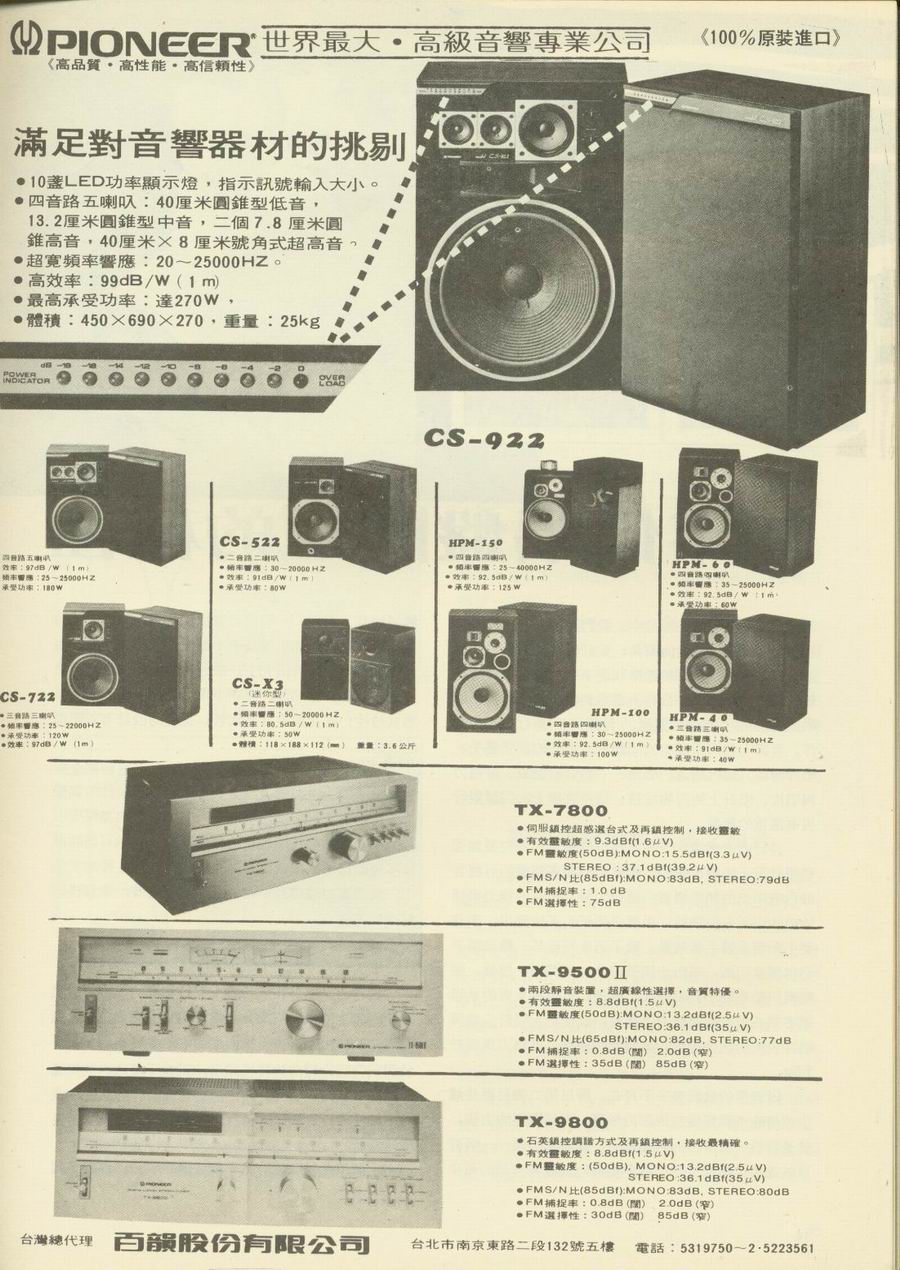 PIONEER® 世界最大・高級音響專業公司 《100%原裝進口》
《高品質・高性能・高信賴性》
滿足對音響器材的挑剔
●10盞LED功率顯示燈，指示訊號輸入大小。
●四音路五喇叭：40厘米圓錐型低音，
13.2厘米圓錐型中音，二個7.8厘米圓
錐高音，40厘米×8厘米號角式超高音。
●超寬頻率響應：20～25000HZ。
●高效率：99dB/W（1m）
●最高承受功率：達270W，
●體積：450×690×270，重量：25kg
POWER INDICATOR
dB -18 -16 -14 -12 -10 -8 -6 -4 -2 0
OVER LOAD
CS-922
四音路五喇叭
效率：97dB/W（1m）
頻率響應：25～25000HZ
承受功率：180W
CS-522
●二音路二喇叭
●頻率響應：30～20000HZ
●效率：91dB/W（1m）
●承受功率：80W
HPM-150
●四音路四喇叭
●頻率響應：25～40000HZ
●效率：92.5dB/W（1m）
●承受功率：125W
HPM-60
●四音路四喇叭
●頻率響應：35～25000HZ
●效率：92.5dB/W（1m）
●承受功率：60W
CS-722
●三音路三喇叭
●頻率響應：25～22000HZ
●承受功率：120W
●效率：97dB/W（1m）
CS-X3
（迷你型）
●二音路二喇叭
●頻率響應：50～20000HZ
●效率：80.5dB/W（1m）
●承受功率：50W
●體積：118×188×112（mm） 重量：3.6公斤
HPM-100
●四音路四喇叭
●頻率響應：30～25000HZ
●效率：92.5dB/W（1m）
●承受功率：100W
HPM-40
●三音路三喇叭
●頻率響應：35～25000HZ
●效率：91dB/W（1m）
●承受功率：40W
TX-7800
●伺服鎖控超感選台式及再鎖控制，接收靈敏
●有效靈敏度：9.3dBf(1.6μV)
●FM靈敏度(50dB):MONO:15.5dBf(3.3μV)
STEREO：37.1dBf(39.2μV)
●FMS/N比(85dBf):MONO:83dB, STEREO:79dB
●FM捕捉率：1.0dB
●FM選擇性：75dB
TX-9500II
●兩段靜音裝置，超廣線性選擇，音質特優。
●有效靈敏度：8.8dBf(1.5μV)
●FM靈敏度(50dB):MONO:13.2dBf(2.5μV)
STEREO:36.1dBf(35μV)
●FMS/N比(65dBf):MONO:82dB, STEREO:77dB
●FM捕捉率：0.8dB(闊) 2.0dB(窄)
●FM選擇性：35dB(闊) 85dB(窄)
TX-9800
●石英鎖控調諧方式及再鎖控制，接收最精確。
●有效靈敏度：8.8dBf(1.5μV)
●FM靈敏度：(50dB), MONO:13.2dBf(2.5μV)
STEREO:36.1dBf(35μV)
●FMS/N比(85dBf):MONO:83dB, STEREO:80dB
●FM捕捉率：0.8dB(闊) 2.0dB(窄)
●FM選擇性：30dB(闊) 85dB(窄)
台灣總代理 百韻股份有限公司 台北市南京東路二段132號五樓 電話：5319750～2・5223561